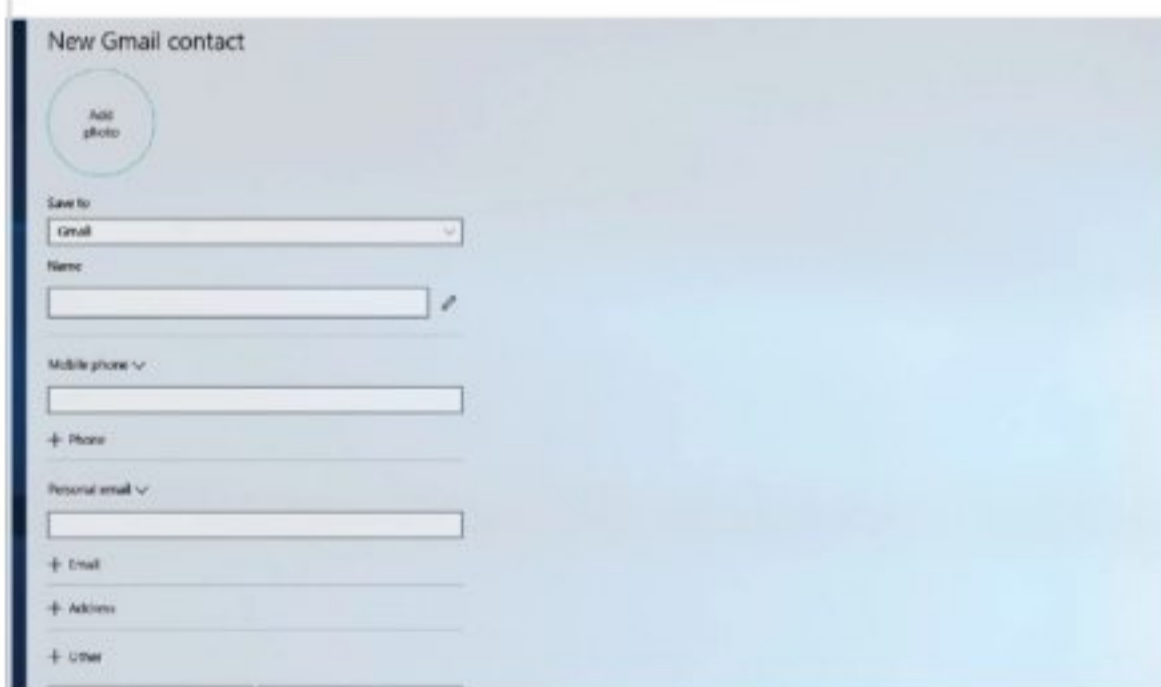 New Gmail contact
Add
photo
Save to
Gmail
Name
Mobile phone
+ Phone
Personal email
+ Email
+ Address
+ Other